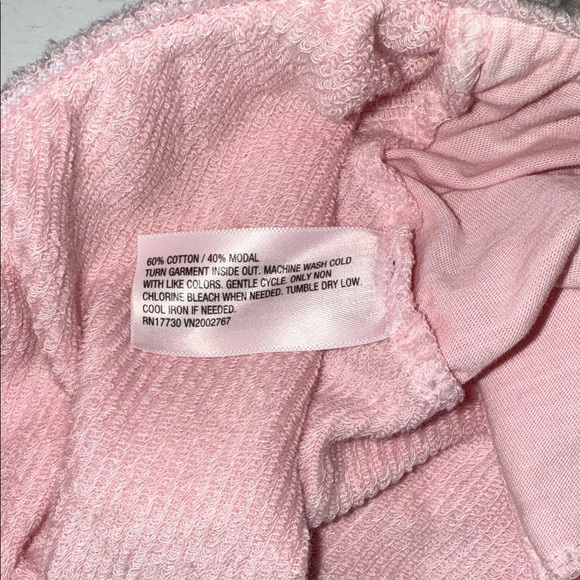 60% COTTON / 40% MODAL
TURN GARMENT INSIDE OUT. MACHINE WASH COLD
WITH LIKE COLORS. GENTLE CYCLE. ONLY NON
CHLORINE BLEACH WHEN NEEDED. TUMBLE DRY LOW.
COOL IRON IF NEEDED.
RN17730 VN2002767